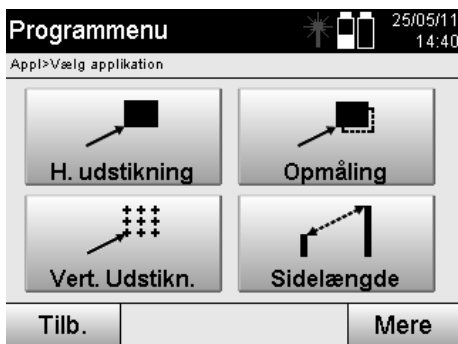 Programmenu
25/05/11
14:40
Appl>Vælg applikation
H. udstikning
Opmåling
Vert. Udstikn.
Sidelængde
Tilb.
Mere